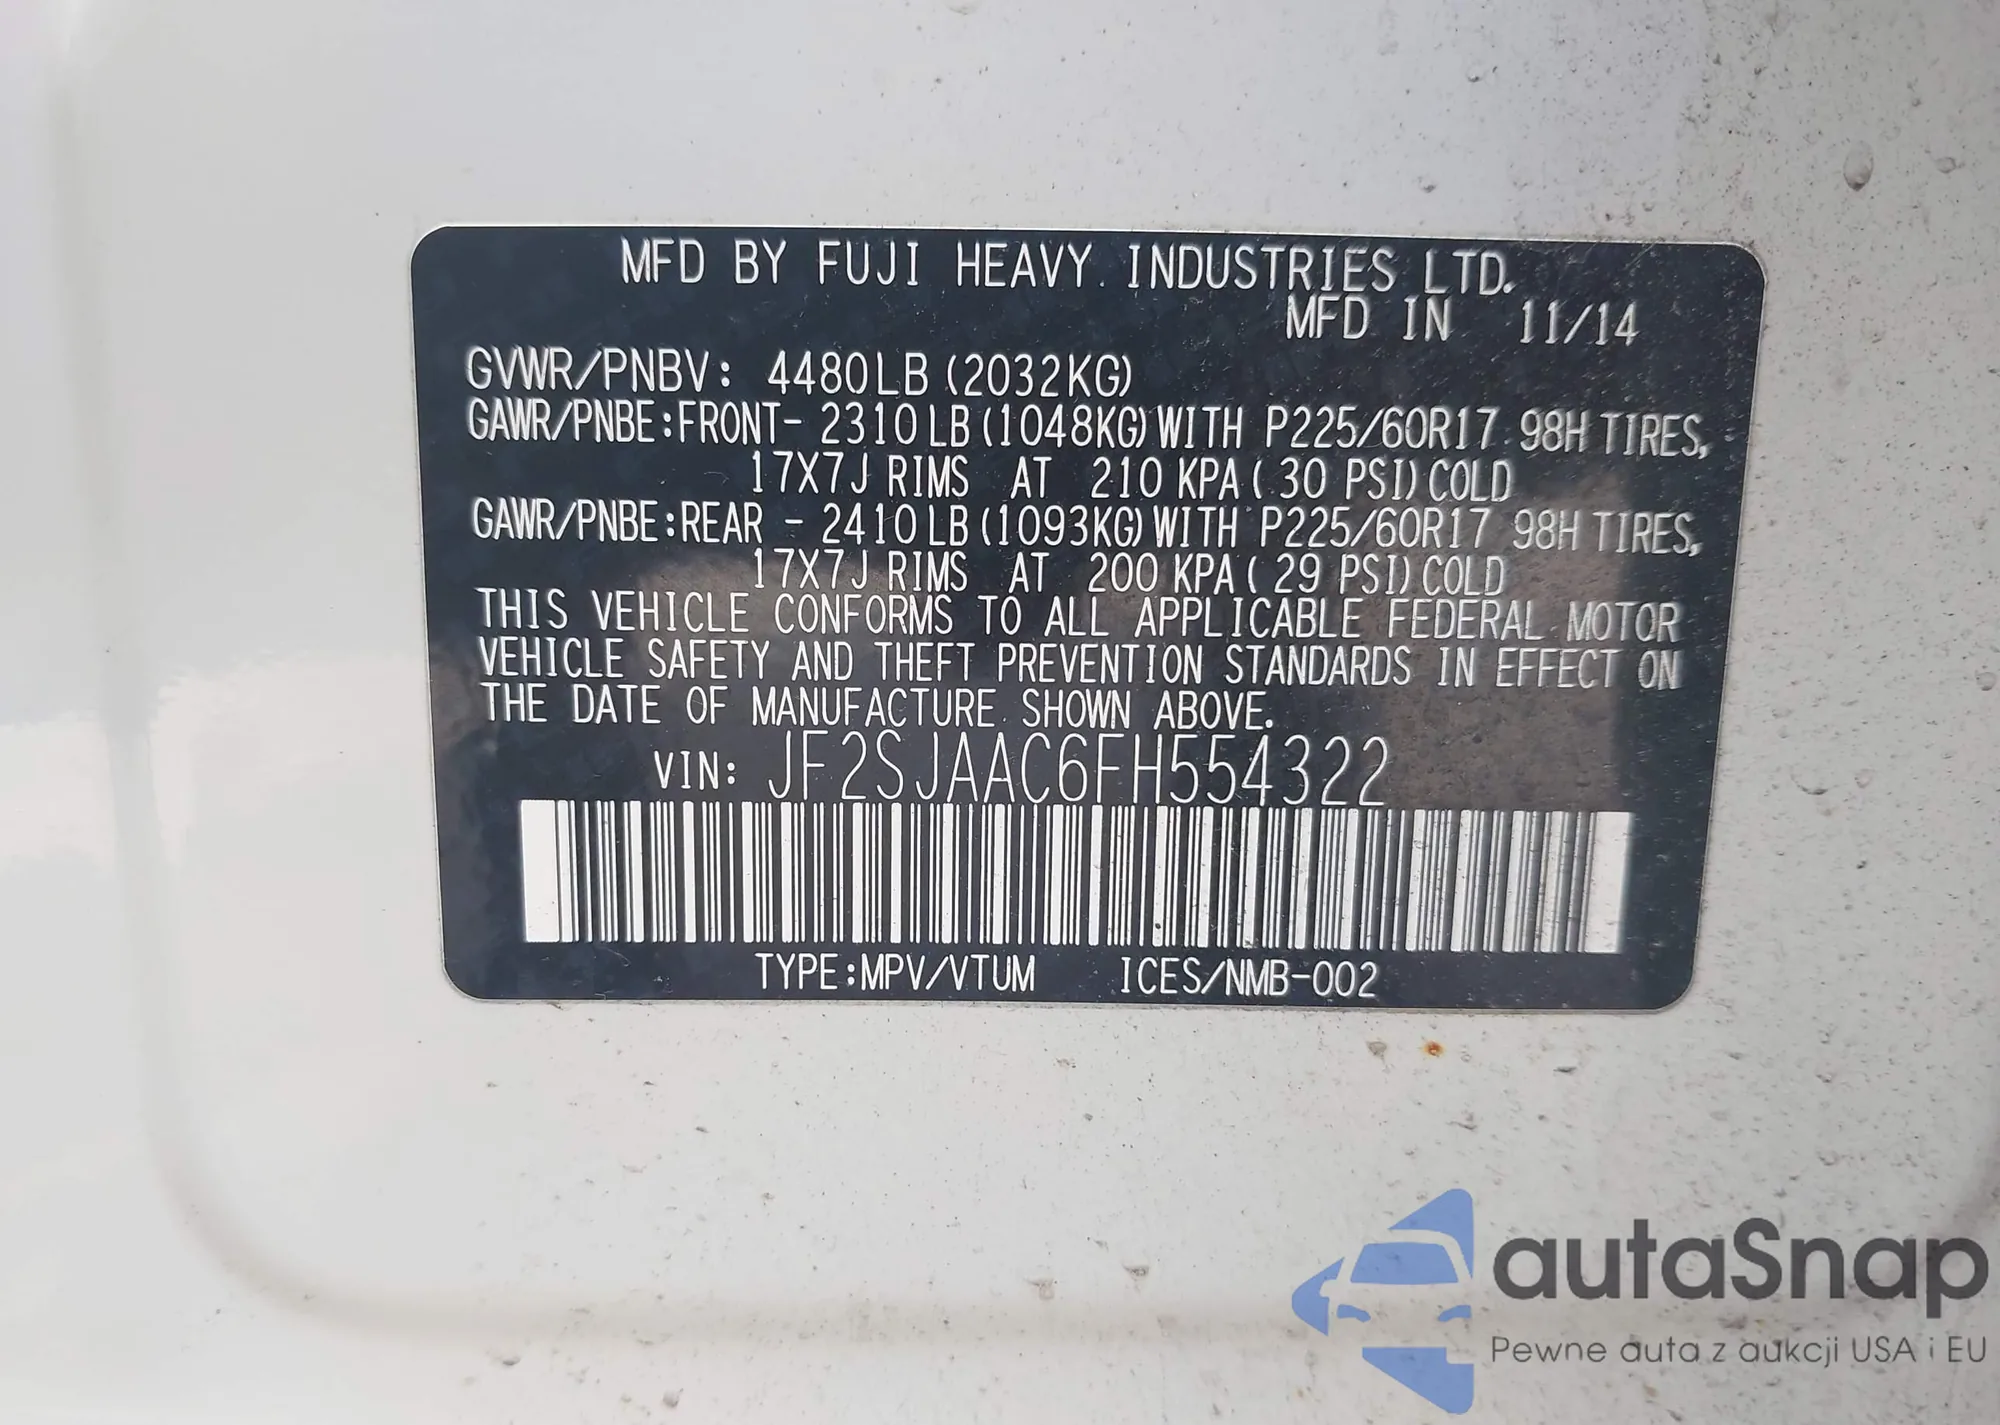 MFD BY FUJI HEAVY INDUSTRIES LTD.
MFD IN 11/14
GVWR/PNBV: 4480LB (2032KG)
GAWR/PNBE:FRONT- 2310LB (1048KG) WITH P225/60R17 98H TIRES,
17X7J RIMS AT 210 KPA ( 30 PSI) COLD
GAWR/PNBE:REAR - 2410LB (1093KG) WITH P225/60R17 98H TIRES,
17X7J RIMS AT 200 KPA ( 29 PSI) COLD
THIS VEHICLE CONFORMS TO ALL APPLICABLE FEDERAL MOTOR
VEHICLE SAFETY AND THEFT PREVENTION STANDARDS IN EFFECT ON
THE DATE OF MANUFACTURE SHOWN ABOVE.
VIN: JF2SJAAC6FH554322
TYPE:MPV/VTUM ICES/NMB-002
autaSnap
Pewne auta z aukcji USA i EU